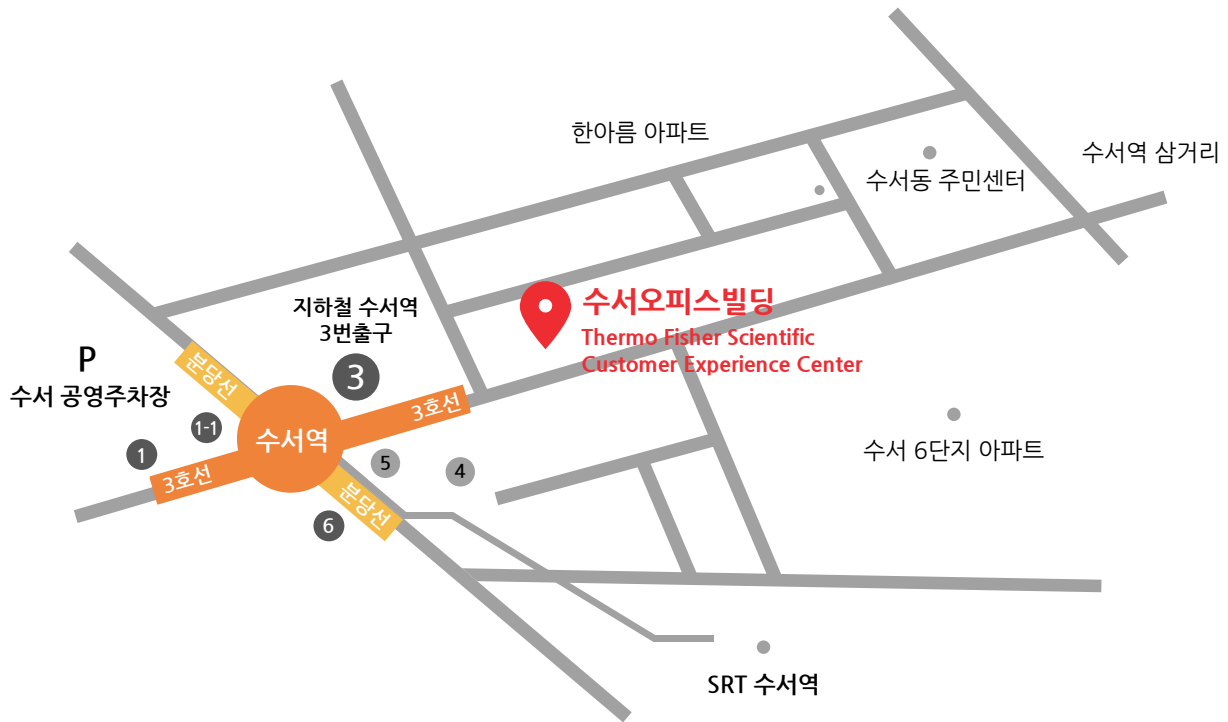 한아름 아파트
수서역 삼거리
수서동 주민센터
지하철 수서역
3번출구
수서오피스빌딩
Thermo Fisher Scientific
Customer Experience Center
P
수서 공영주차장
분당선
3
3호선
1-1
수서역
1
5
4
3호선
분당선
6
수서 6단지 아파트
SRT 수서역